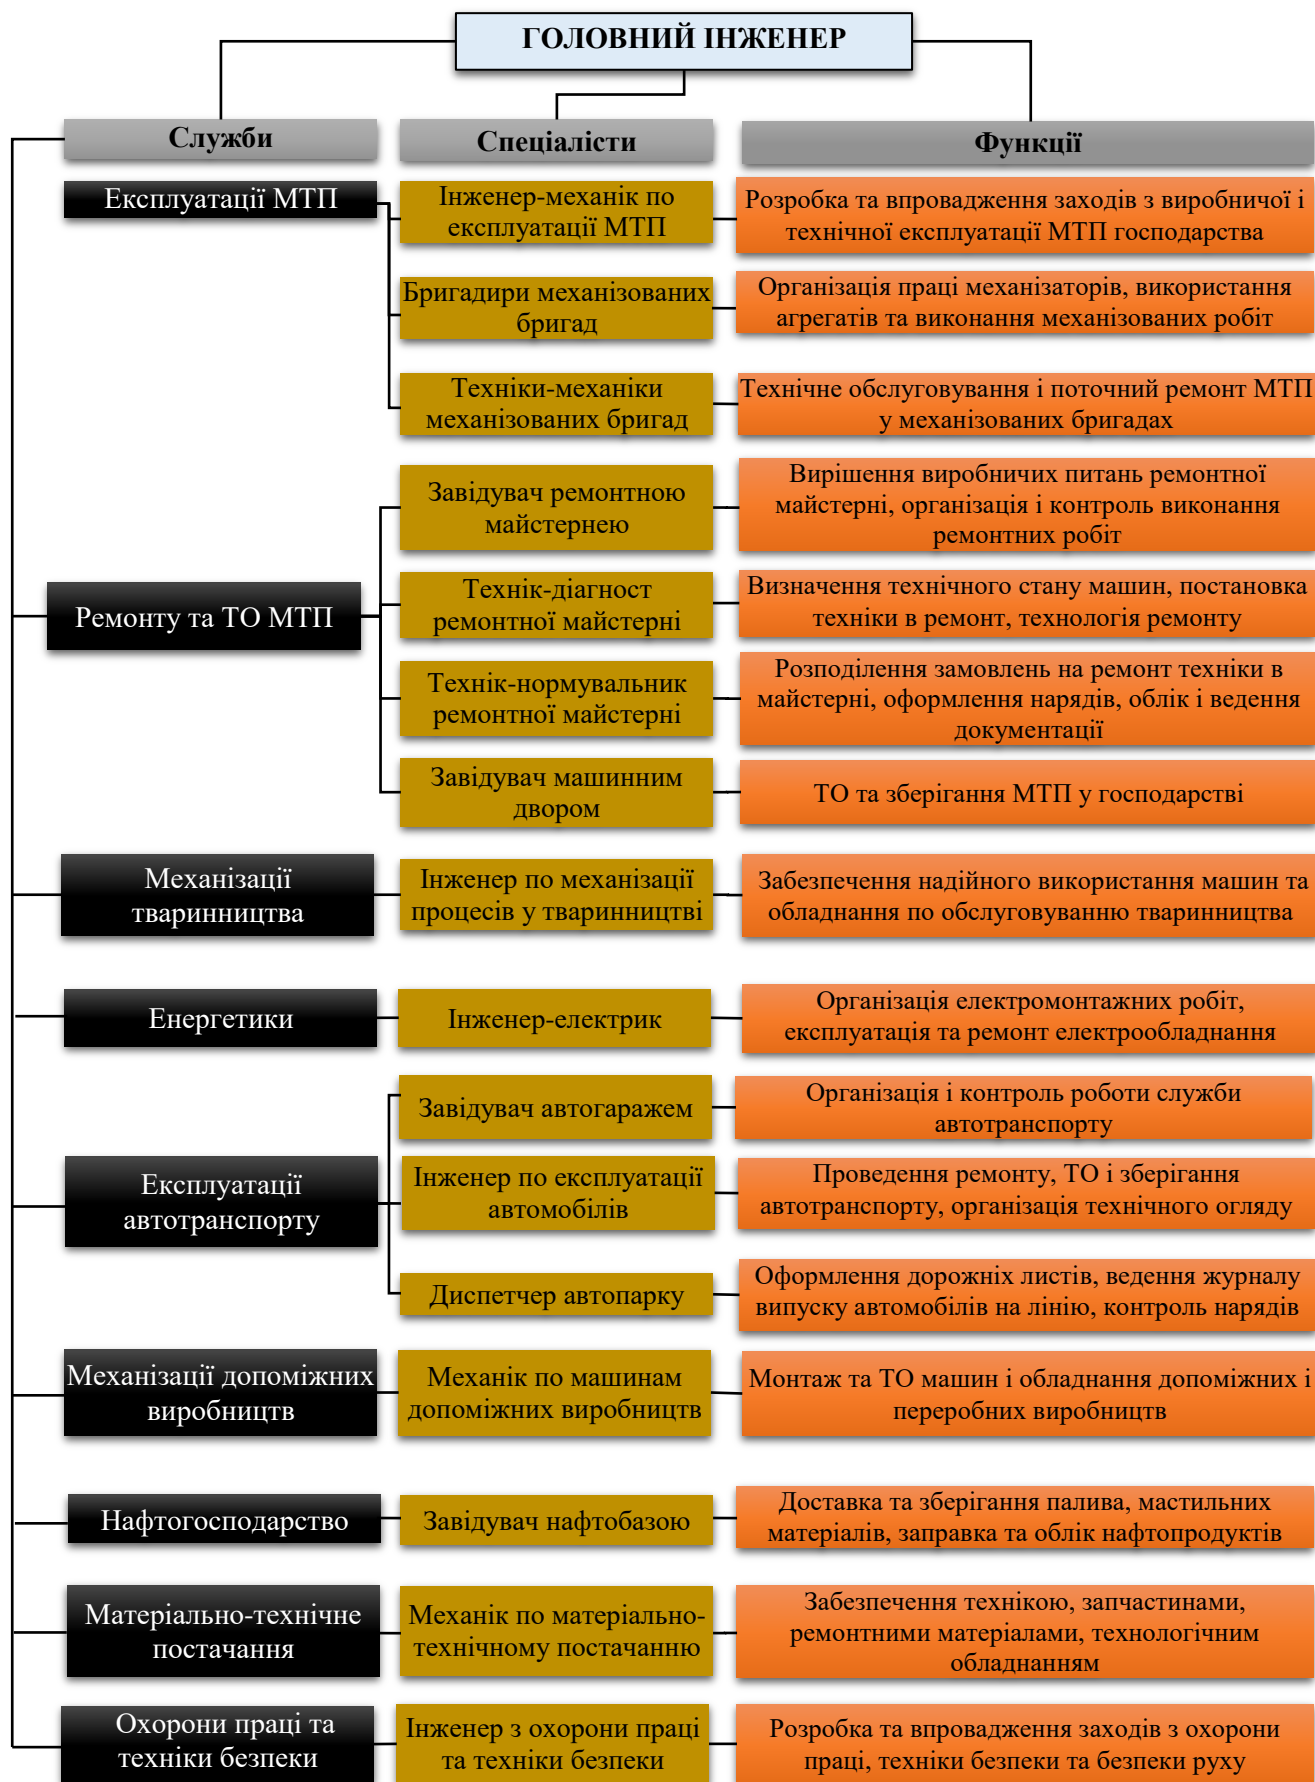 ГОЛОВНИЙ ІНЖЕНЕР
Служби
Спеціалісти
Функції
Експлуатації МТП
Інженер-механік по
експлуатації МТП
Розробка та впровадження заходів з виробничої і
технічної експлуатації МТП господарства
Бригадири механізованих
бригад
Організація праці механізаторів, використання
агрегатів та виконання механізованих робіт
Техніки-механіки
механізованих бригад
Технічне обслуговування і поточний ремонт МТП
у механізованих бригадах
Ремонту та ТО МТП
Завідувач ремонтною
майстернею
Вирішення виробничих питань ремонтної
майстерні, організація і контроль виконання
ремонтних робіт
Технік-діагност
ремонтної майстерні
Визначення технічного стану машин, постановка
техніки в ремонт, технологія ремонту
Технік-нормувальник
ремонтної майстерні
Розподілення замовлень на ремонт техніки в
майстерні, оформлення нарядів, облік і ведення
документації
Завідувач машинним
двором
ТО та зберігання МТП у господарстві
Механізації
тваринництва
Інженер по механізації
процесів у тваринництві
Забезпечення надійного використання машин та
обладнання по обслуговуванню тваринництва
Енергетики
Інженер-електрик
Організація електромонтажних робіт,
експлуатація та ремонт електрообладнання
Експлуатації
автотранспорту
Завідувач автогаражем
Організація і контроль роботи служби
автотранспорту
Інженер по експлуатації
автомобілів
Проведення ремонту, ТО і зберігання
автотранспорту, організація технічного огляду
Диспетчер автопарку
Оформлення дорожніх листів, ведення журналу
випуску автомобілів на лінію, контроль нарядів
Механізації допоміжних
виробництв
Механік по машинам
допоміжних виробництв
Монтаж та ТО машин і обладнання допоміжних і
переробних виробництв
Нафтогосподарство
Завідувач нафтобазою
Доставка та зберігання палива, мастильних
матеріалів, заправка та облік нафтопродуктів
Матеріально-технічне
постачання
Механік по матеріально-
технічному постачанню
Забезпечення технікою, запчастинами,
ремонтними матеріалами, технологічним
обладнанням
Охорони праці та
техніки безпеки
Інженер з охорони праці
та техніки безпеки
Розробка та впровадження заходів з охорони
праці, техніки безпеки та безпеки руху